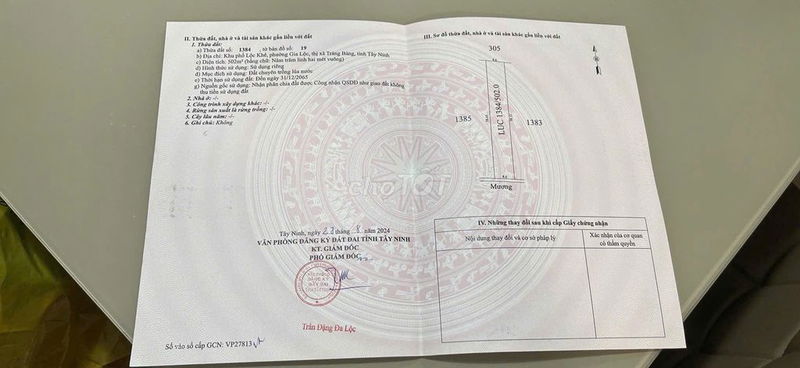 II. Thửa đất, nhà ở và tài sản khác gắn liền với đất
1. Thửa đất:
a) Thửa đất số: 1384 , tờ bản đồ số: 19
b) Địa chỉ: Khu phố Lộc Khê, phường Gia Lộc, thị xã Trảng Bàng, tỉnh Tây Ninh
c) Diện tích: 502m² (bằng chữ: Năm trăm linh hai mét vuông)
d) Hình thức sử dụng: Sử dụng riêng
đ) Mục đích sử dụng: Đất chuyên trồng lúa nước
e) Thời hạn sử dụng đất: Đến ngày 31/12/2065
g) Nguồn gốc sử dụng: Nhận phân chia đất được Công nhận QSDĐ như giao đất không
thu tiền sử dụng đất
2. Nhà ở: -/-
3. Công trình xây dựng khác: -/-
4. Rừng sản xuất là rừng trồng: -/-
5. Cây lâu năm: -/-
6. Ghi chú: Không
Tây Ninh, ngày 23 tháng 8 năm 2024
VĂN PHÒNG ĐĂNG KÝ ĐẤT ĐAI TỈNH TÂY NINH
KT. GIÁM ĐỐC
PHÓ GIÁM ĐỐC
VĂN PHÒNG
ĐĂNG KÝ
ĐẤT ĐAI
Trần Đặng Đa Lộc
Số vào sổ cấp GCN: VP27813
III. Sơ đồ thửa đất, nhà ở và tài sản khác gắn liền với đất
305
LUC 1384/502.0
1385
1383
Mương
IV. Những thay đổi sau khi cấp Giấy chứng nhận
Nội dung thay đổi và cơ sở pháp lý
Xác nhận của cơ quan
có thẩm quyền
chợTỐT